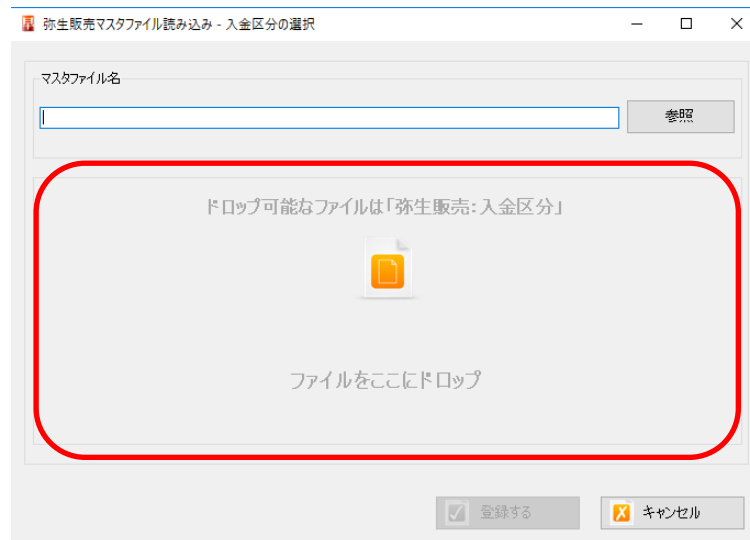 弥生販売マスタファイル読み込み - 入金区分の選択
マスタファイル名
参照
ドロップ可能なファイルは「弥生販売：入金区分」
ファイルをここにドロップ
登録する
キャンセル